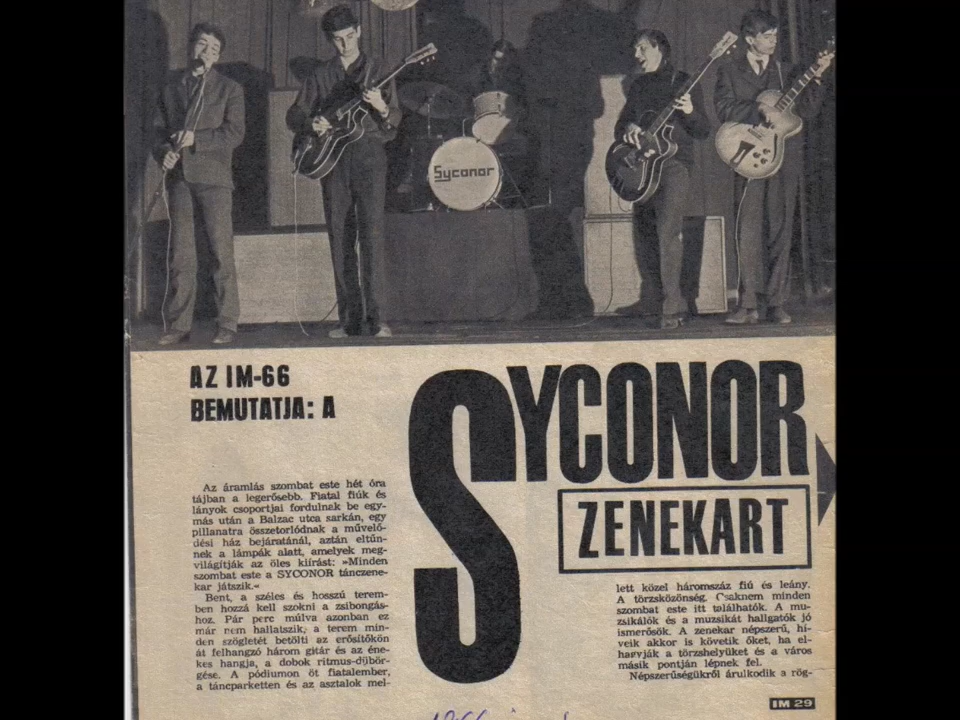 Syconor
AZ IM-66
BEMUTATJA: A
SYCONOR
ZENEKART
Az áramlás szombat este hét óra
tájban a legerősebb. Fiatal fiúk és
lányok csoportjai fordulnak be egy-
más után a Balzac utca sarkán, egy
pillanatra összetorlódnak a művelő-
dési ház bejáratánál, aztán eltűn-
nek a lámpák alatt, amelyek meg-
világítják az öles kiírást: »Minden
szombat este a SYCONOR tánczene-
kar játszik.«
Bent, a széles és hosszú terem-
ben hozzá kell szokni a zsibongás-
hoz. Pár perc múlva azonban ez
már nem hallatszik, a terem min-
den szögletét betölti az erősítőkön
át felhangzó három gitár és az éne-
kes hangja, a dobok ritmus-dübör-
gése. A pódiumon öt fiatalember,
a táncparketten és az asztalok mel-
lett közel háromszáz fiú és leány.
A törzsközönség. Csaknem minden
szombat este itt találhatók. A mu-
zsikálók és a muzsikát hallgatók jó
ismerősök. A zenekar népszerű, hí-
veik akkor is követik őket, ha el-
hagyják a törzshelyüket és a város
másik pontján lépnek fel.
Népszerűségükről árulkodik a rög-
IM 29